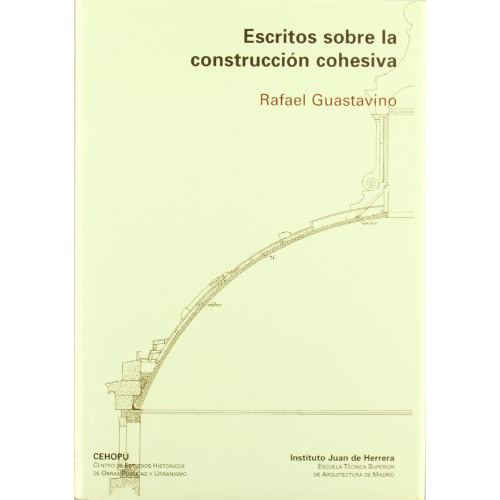 Escritos sobre la
construcción cohesiva
Rafael Guastavino
CEHOPU
CENTRO DE ESTUDIOS HISTÓRICOS
DE OBRAS PÚBLICAS Y URBANISMO
Instituto Juan de Herrera
ESCUELA TÉCNICA SUPERIOR
DE ARQUITECTURA DE MADRID